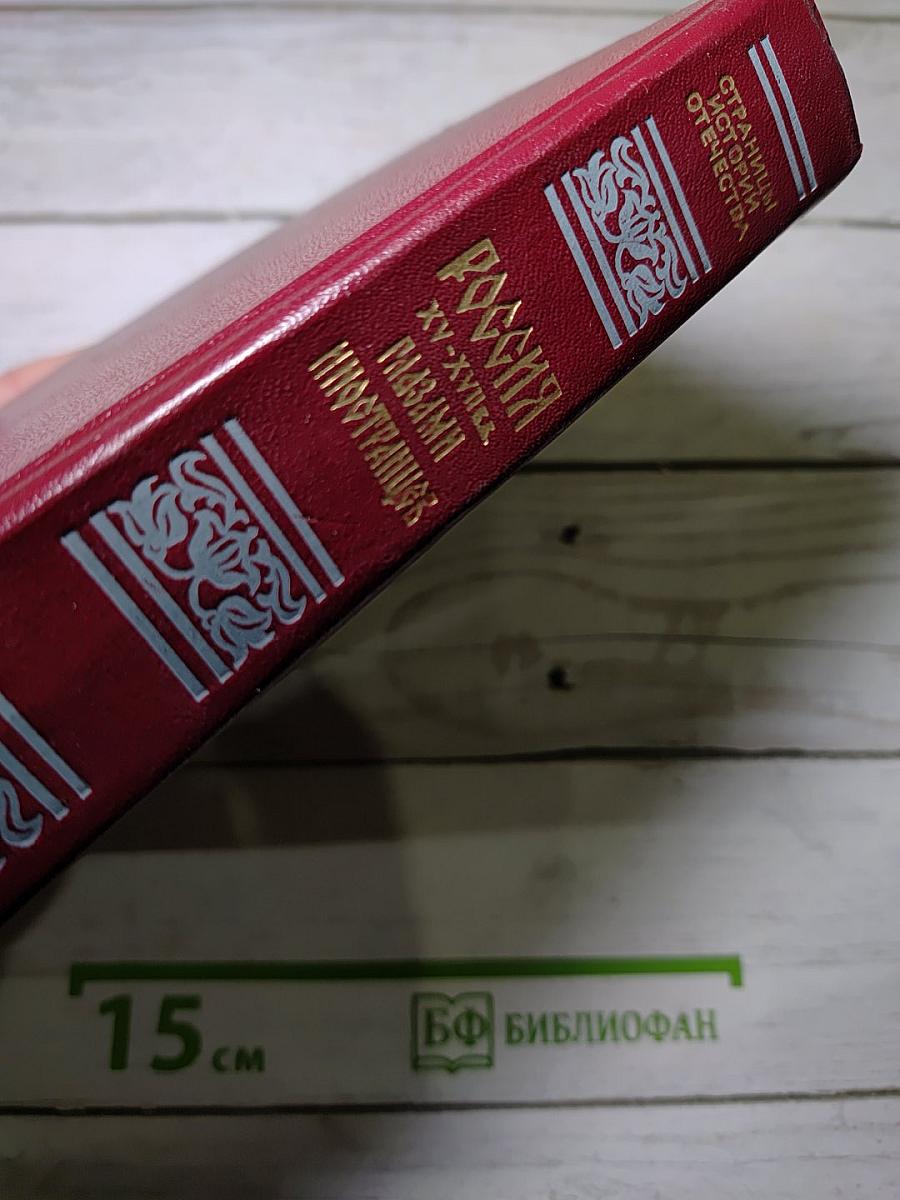 СТРАНИЦЫ
ИСТОРИИ
ОТЕЧЕСТВА
РОССИЯ
XV-XVII вв.
ГЛАЗАМИ
ИНОСТРАНЦЕВ
15 см
БФ БИБЛИОФАН